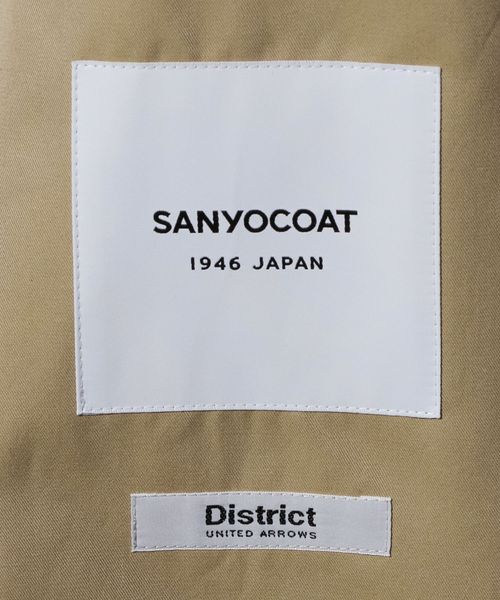 SANYOCOAT
1946 JAPAN
District
UNITED ARROWS